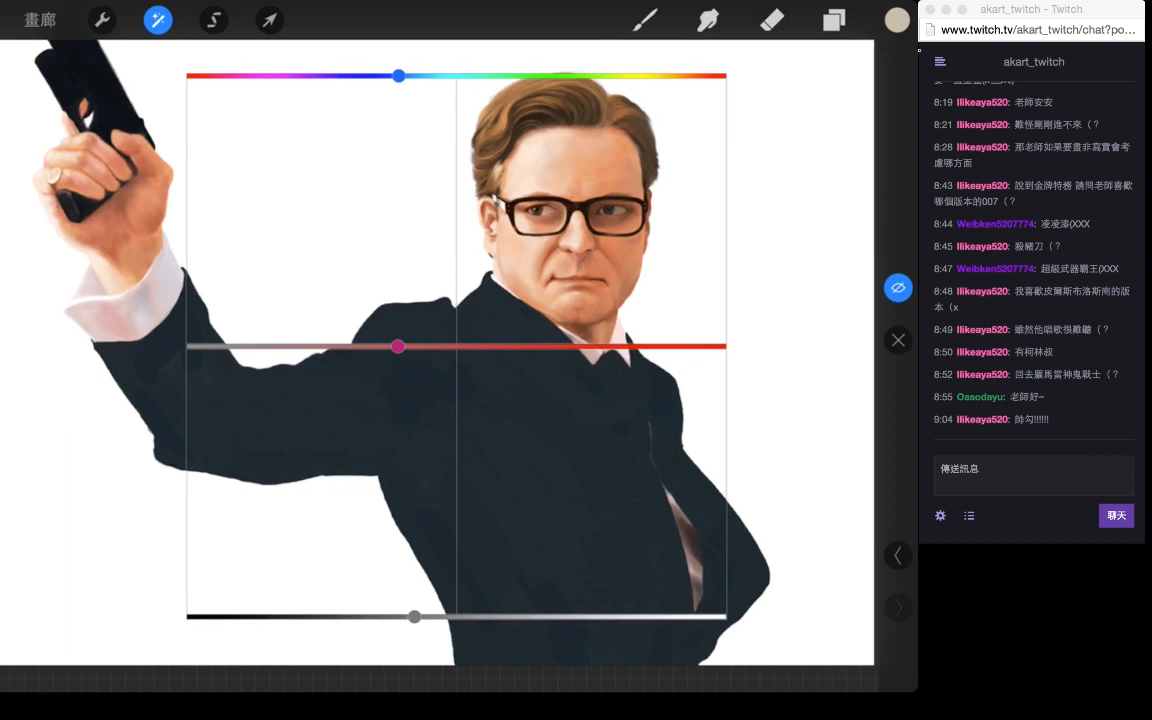 畫廊
akart_twitch - Twitch
www.twitch.tv/akart_twitch/chat?po…
akart_twitch
8:19 llikeaya520: 老師安安
8:21 llikeaya520: 難怪剛剛進不來（？
8:28 llikeaya520: 那老師如果要畫非寫實會考
慮哪方面
8:43 llikeaya520: 說到金牌特務 請問老師喜歡
哪個版本的007（？
8:44 Weibken5207774: 凌凌漆(XXX
8:45 llikeaya520: 殺豬刀（？
8:47 Weibken5207774: 超級武器霸王(XXX
8:48 llikeaya520: 我喜歡皮爾斯布洛斯南的版
本（x
8:49 llikeaya520: 雖然他唱歌很難聽（？
8:50 llikeaya520: 有柯林叔
8:52 llikeaya520: 回去羅馬當神鬼戰士（？
8:55 Oasodayu: 老師好~
9:04 llikeaya520: 帥勾!!!!!!
傳送訊息
聊天